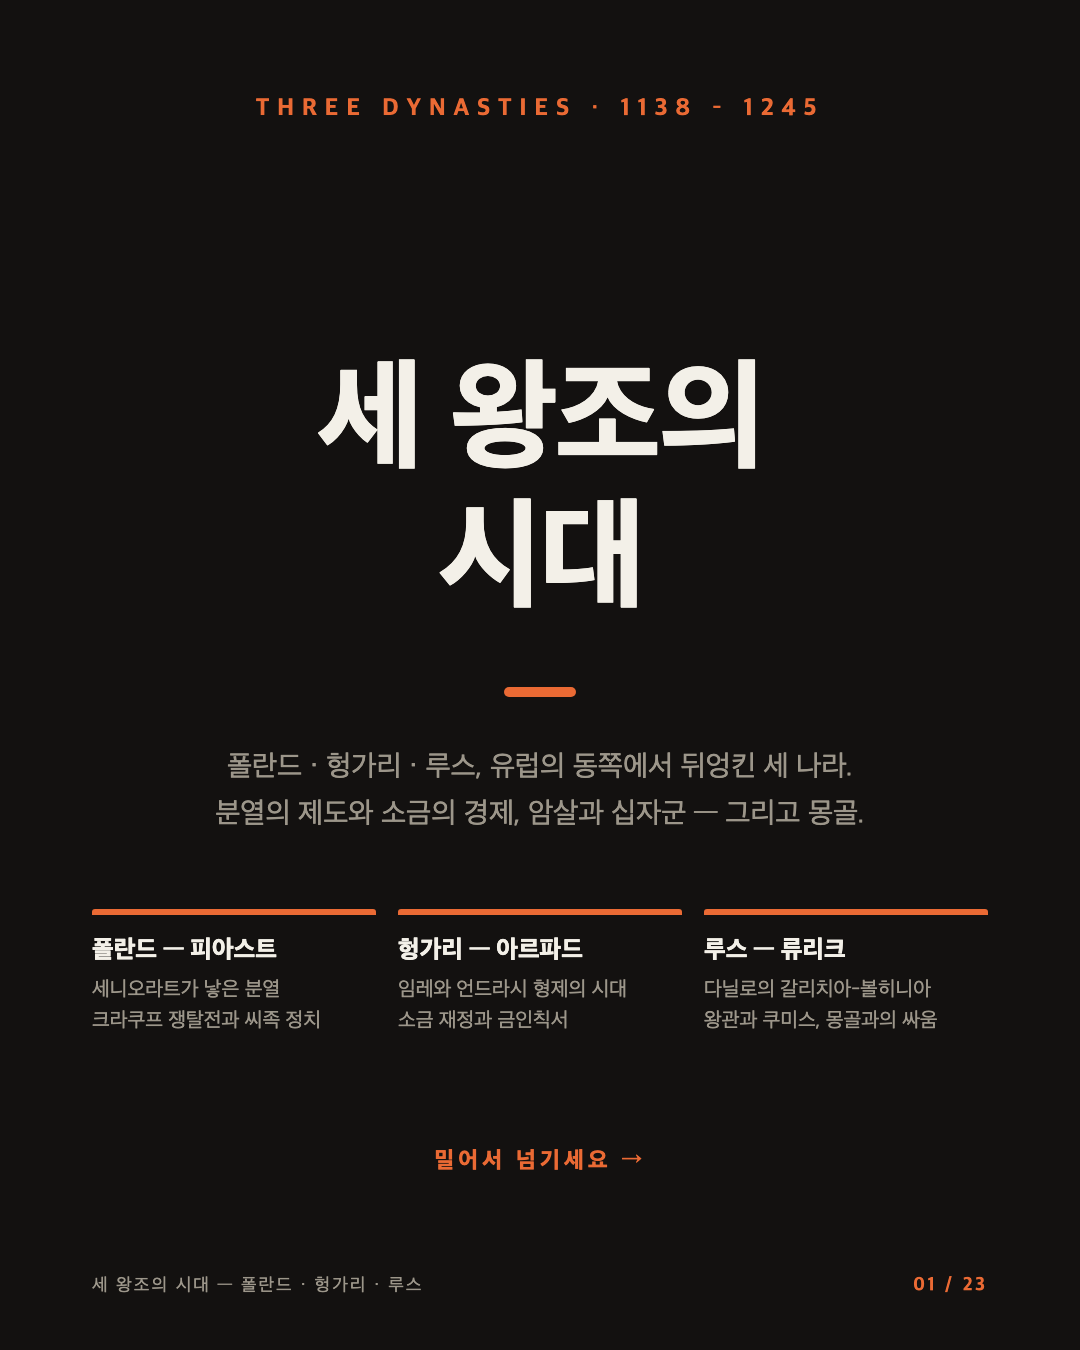 THREE DYNASTIES · 1138 – 1245
세 왕조의
시대
폴란드 · 헝가리 · 루스, 유럽의 동쪽에서 뒤엉킨 세 나라.
분열의 제도와 소금의 경제, 암살과 십자군 — 그리고 몽골.
폴란드 — 피아스트
세니오라트가 낳은 분열
크라쿠프 쟁탈전과 씨족 정치
헝가리 — 아르파드
임레와 언드라시 형제의 시대
소금 재정과 금인칙서
루스 — 류리크
다닐로의 갈리치아–볼히니아
왕관과 쿠미스, 몽골과의 싸움
밀어서 넘기세요 →
세 왕조의 시대 — 폴란드 · 헝가리 · 루스
01 / 23